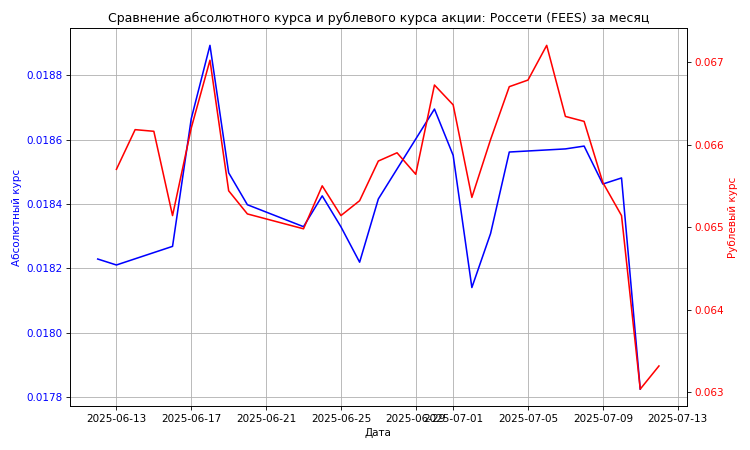 Сравнение абсолютного курса и рублевого курса акции: Россети (FEES) за месяц
Абсолютный курс
0.0188
0.0186
0.0184
0.0182
0.0180
0.0178
0.067
0.066
0.065
0.064
0.063
Рублевый курс
2025-06-13 2025-06-17 2025-06-21 2025-06-25 2025-06-29 2025-07-01 2025-07-05 2025-07-09 2025-07-13
Дата